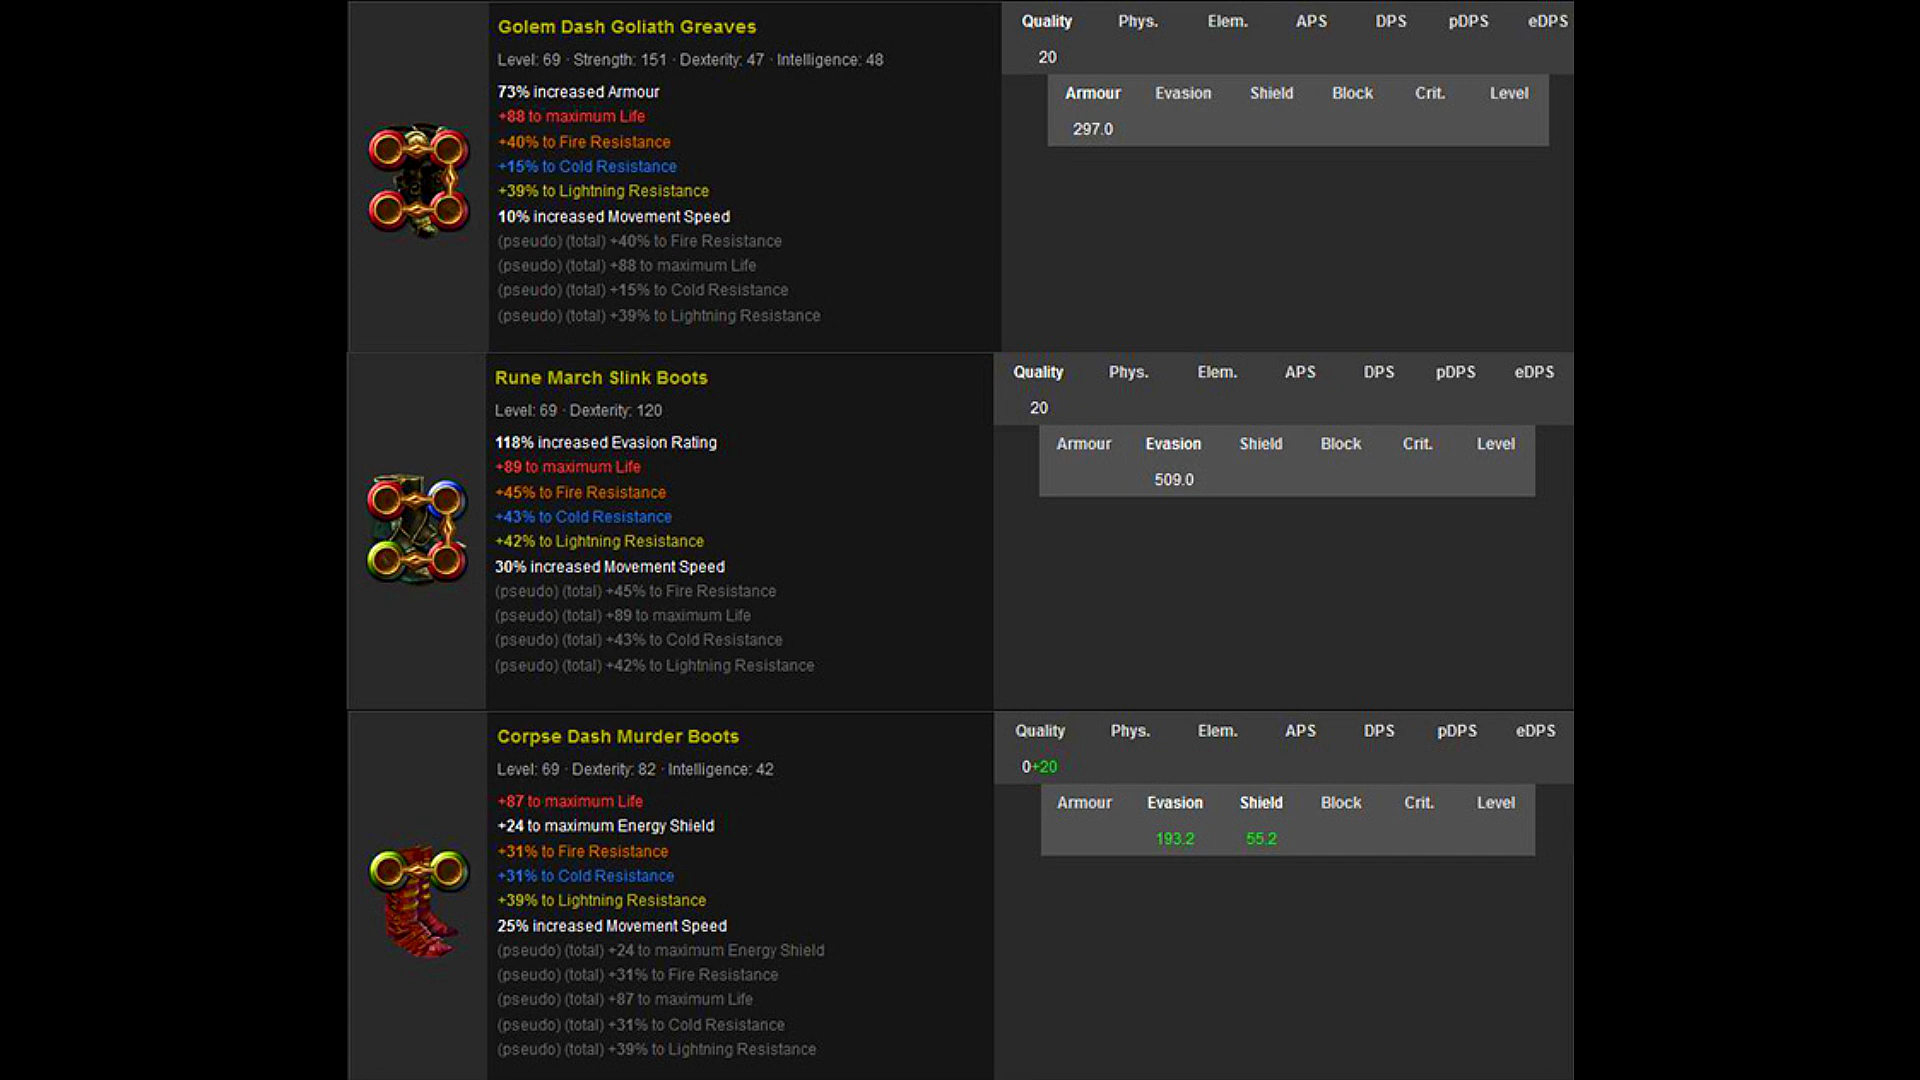 Golem Dash Goliath Greaves
Level: 69 · Strength: 151 · Dexterity: 47 · Intelligence: 48
73% increased Armour
+88 to maximum Life
+40% to Fire Resistance
+15% to Cold Resistance
+39% to Lightning Resistance
10% increased Movement Speed
(pseudo) (total) +40% to Fire Resistance
(pseudo) (total) +88 to maximum Life
(pseudo) (total) +15% to Cold Resistance
(pseudo) (total) +39% to Lightning Resistance
Quality Phys. Elem. APS DPS pDPS eDPS
20
Armour Evasion Shield Block Crit. Level
297.0
Rune March Slink Boots
Level: 69 · Dexterity: 120
118% increased Evasion Rating
+89 to maximum Life
+45% to Fire Resistance
+43% to Cold Resistance
+42% to Lightning Resistance
30% increased Movement Speed
(pseudo) (total) +45% to Fire Resistance
(pseudo) (total) +89 to maximum Life
(pseudo) (total) +43% to Cold Resistance
(pseudo) (total) +42% to Lightning Resistance
Quality Phys. Elem. APS DPS pDPS eDPS
20
Armour Evasion Shield Block Crit. Level
509.0
Corpse Dash Murder Boots
Level: 69 · Dexterity: 82 · Intelligence: 42
+87 to maximum Life
+24 to maximum Energy Shield
+31% to Fire Resistance
+31% to Cold Resistance
+39% to Lightning Resistance
25% increased Movement Speed
(pseudo) (total) +24 to maximum Energy Shield
(pseudo) (total) +31% to Fire Resistance
(pseudo) (total) +87 to maximum Life
(pseudo) (total) +31% to Cold Resistance
(pseudo) (total) +39% to Lightning Resistance
Quality Phys. Elem. APS DPS pDPS eDPS
0+20
Armour Evasion Shield Block Crit. Level
193.2 55.2